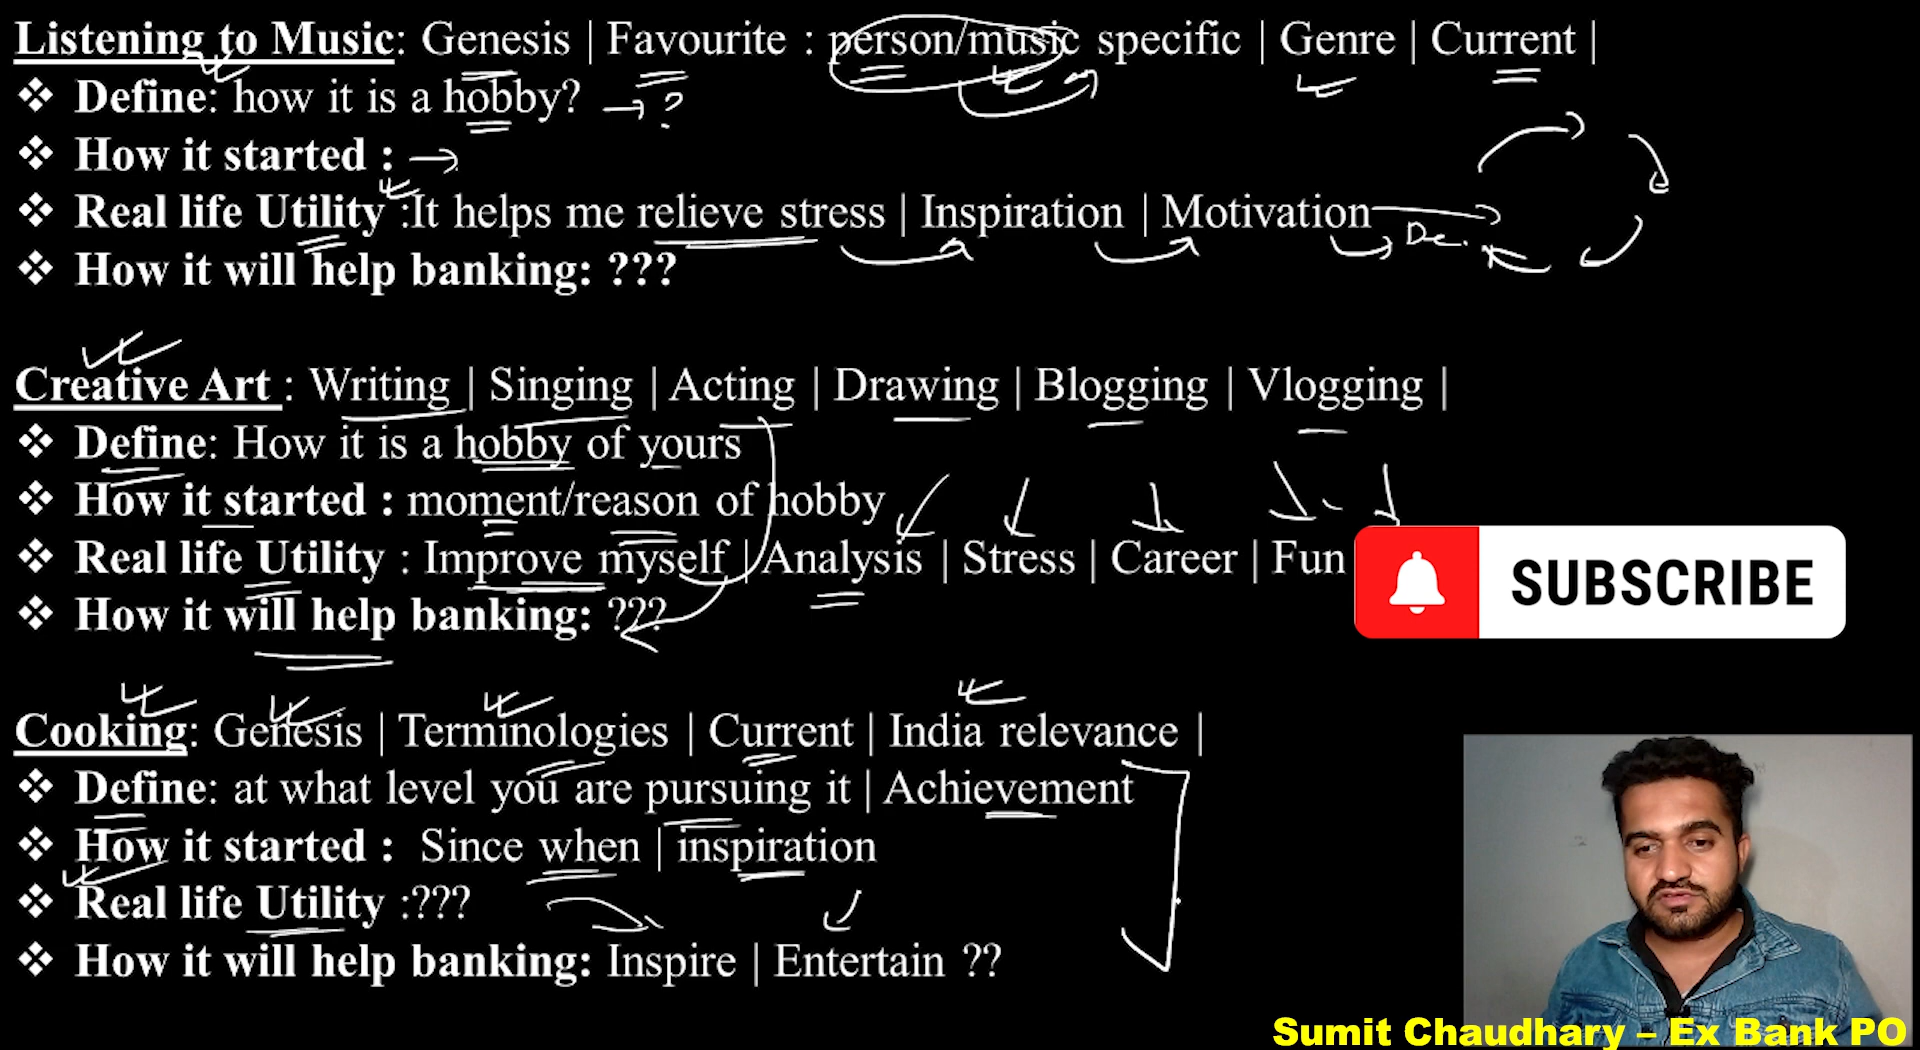 Listening to Music: Genesis | Favourite : person/music specific | Genre | Current |
❖ Define: how it is a hobby? → ?
❖ How it started : →
❖ Real life Utility :It helps me relieve stress | Inspiration | Motivation
De.
❖ How it will help banking: ???
Creative Art : Writing | Singing | Acting | Drawing | Blogging | Vlogging |
❖ Define: How it is a hobby of yours
❖ How it started : moment/reason of hobby
❖ Real life Utility : Improve myself | Analysis | Stress | Career | Fun
SUBSCRIBE
❖ How it will help banking: ???
Cooking: Genesis | Terminologies | Current | India relevance |
❖ Define: at what level you are pursuing it | Achievement
❖ How it started : Since when | inspiration
❖ Real life Utility :???
❖ How it will help banking: Inspire | Entertain ??
Sumit Chaudhary – Ex Bank PO